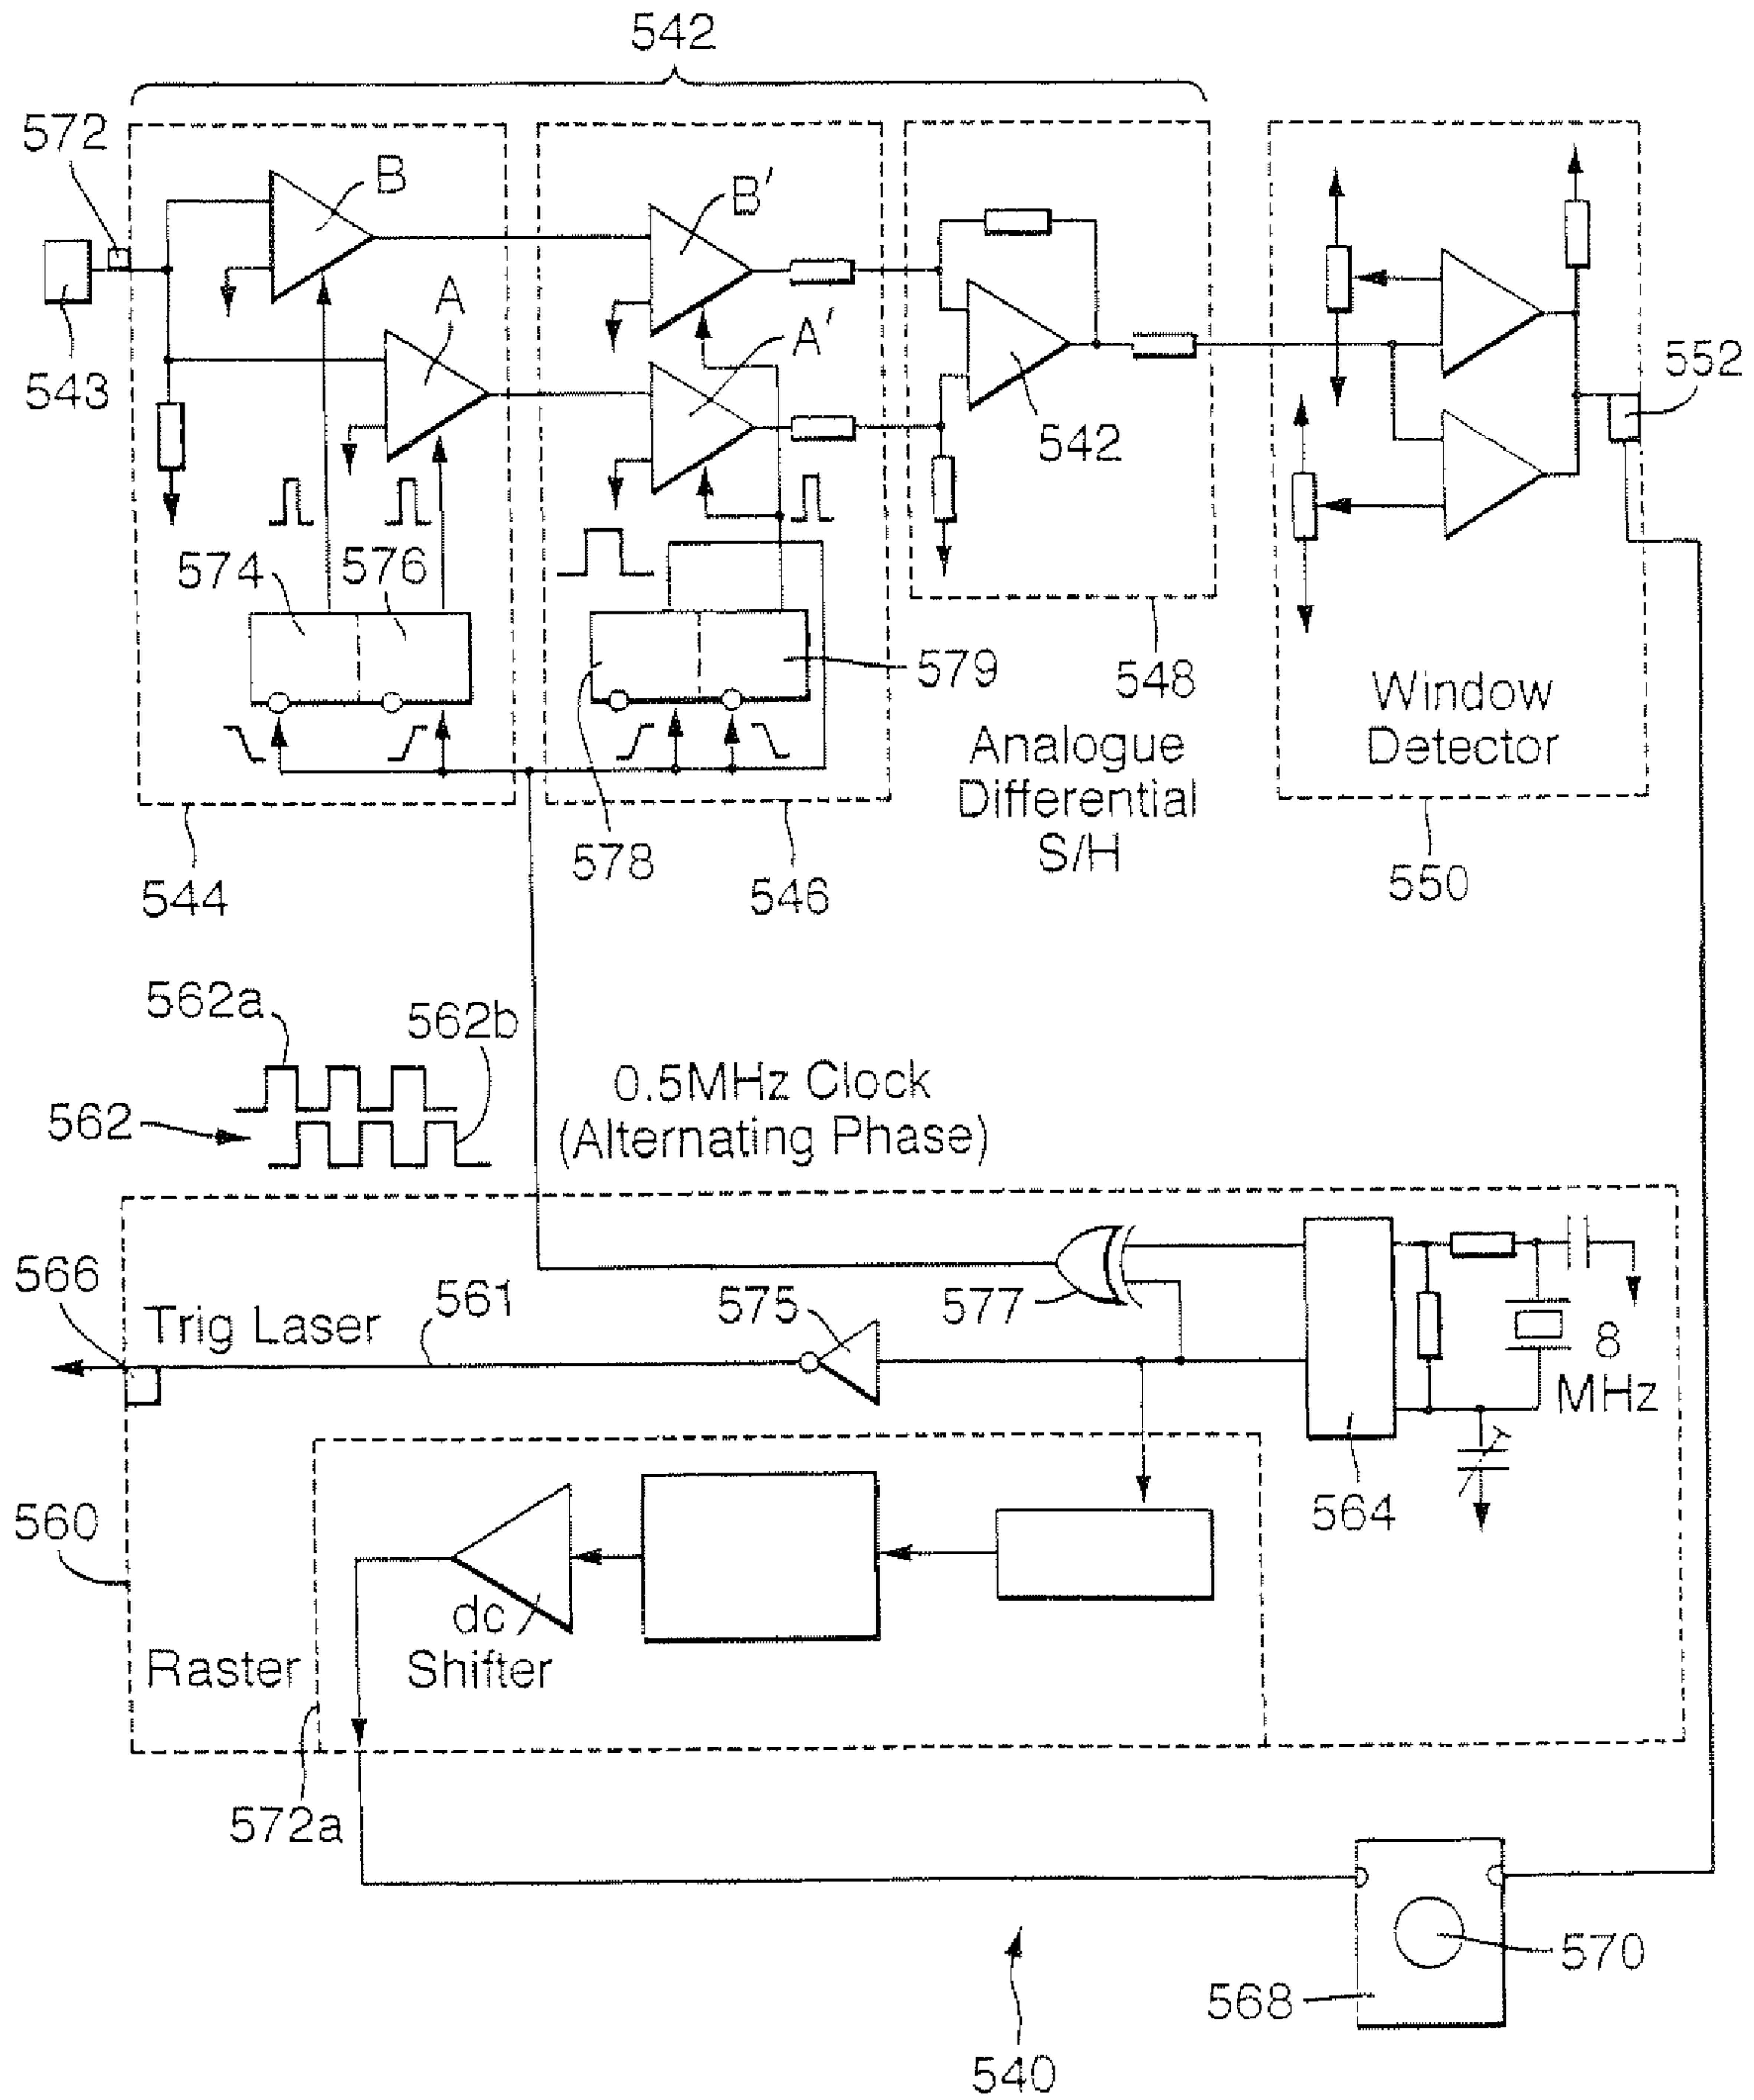 542
572
B
B′
543
A
A′
552
542
574
576
579
548
Window
Detector
Analogue
Differential
S/H
578
544
546
550
562a
562b
562
0.5MHz Clock
(Alternating Phase)
566
Trig Laser
561
575
577
8
MHz
564
560
dc
Shifter
Raster
572a
570
568
540